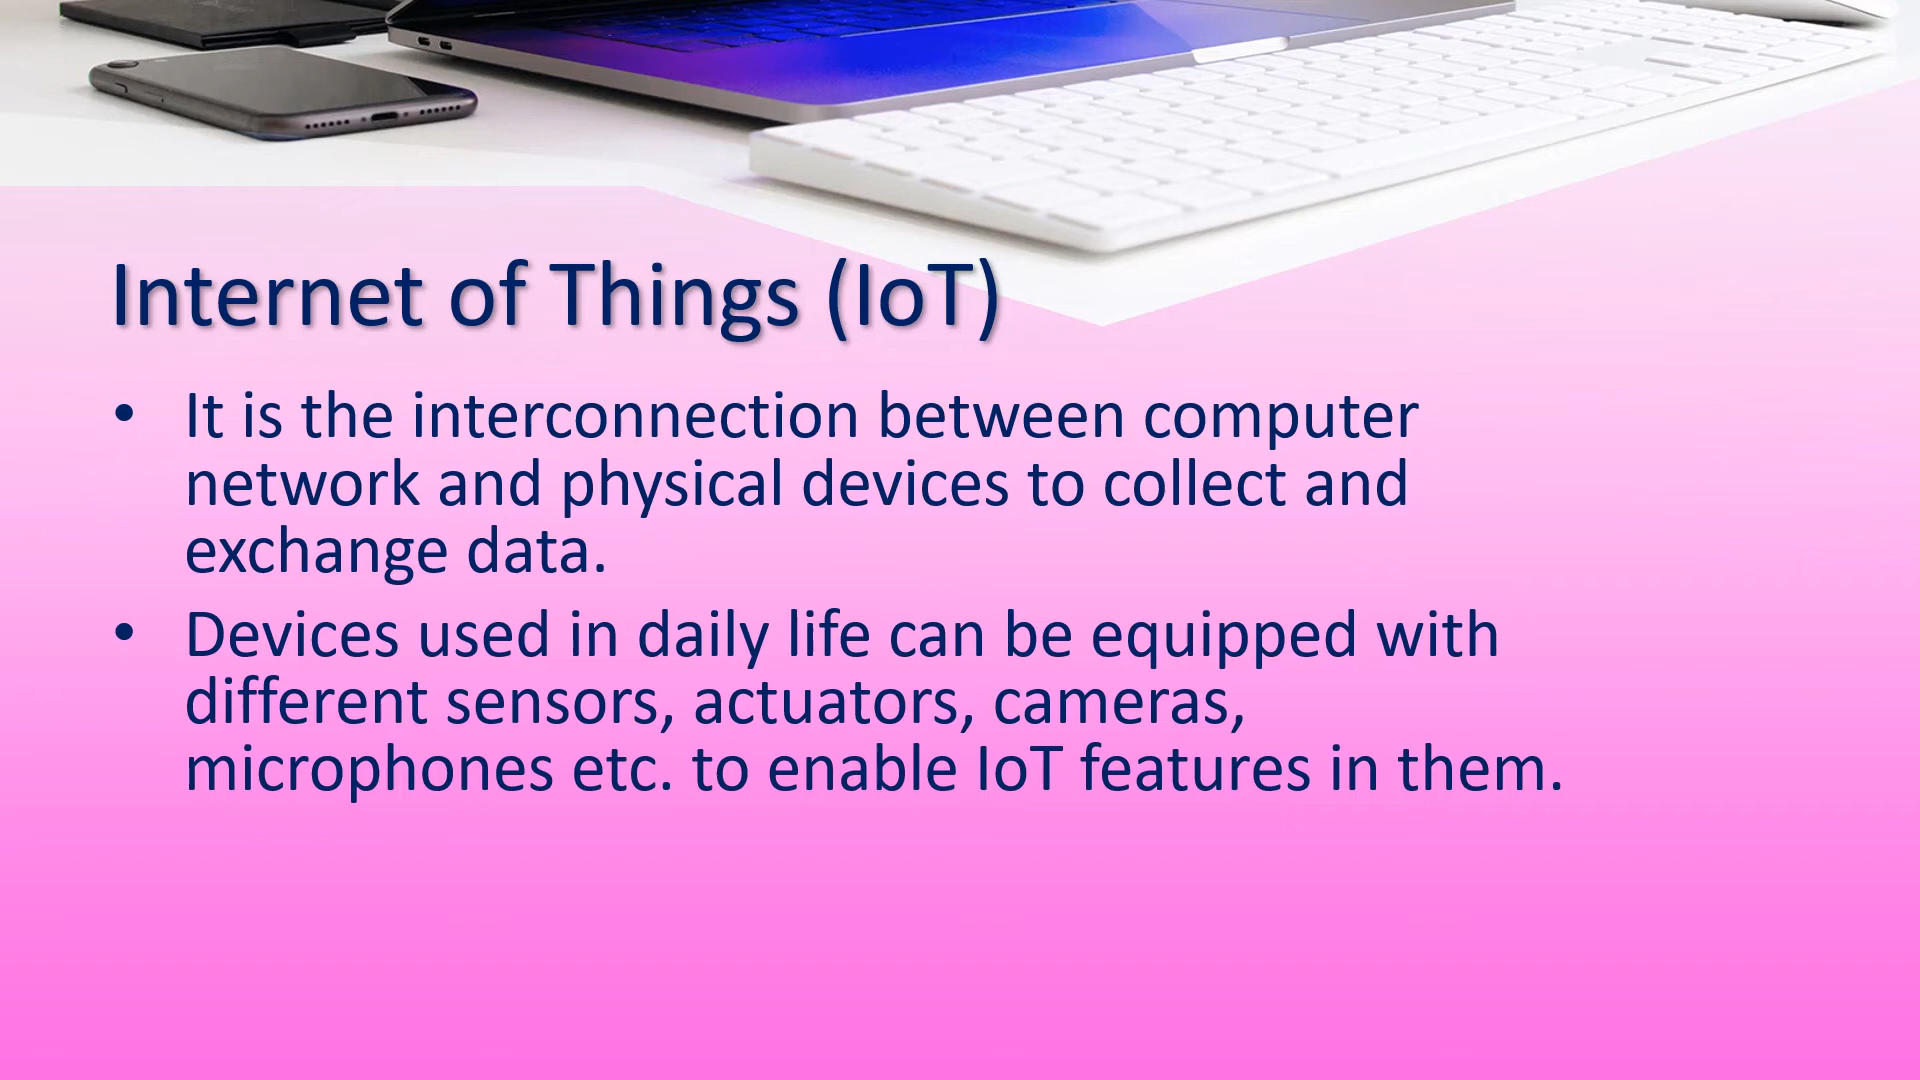 Internet of Things (IoT)
• It is the interconnection between computer
network and physical devices to collect and
exchange data.
• Devices used in daily life can be equipped with
different sensors, actuators, cameras,
microphones etc. to enable IoT features in them.